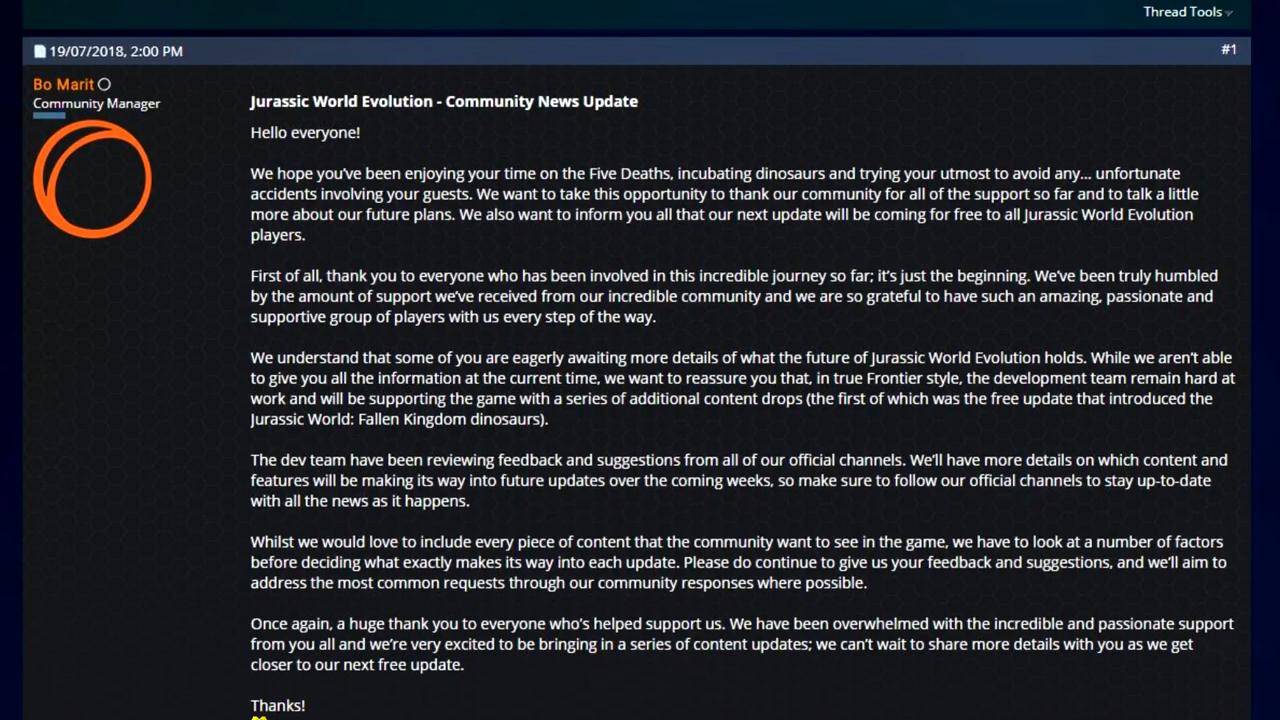 Thread Tools
19/07/2018, 2:00 PM
#1
Bo Marit
Community Manager
Jurassic World Evolution - Community News Update
Hello everyone!
We hope you've been enjoying your time on the Five Deaths, incubating dinosaurs and trying your utmost to avoid any... unfortunate
accidents involving your guests. We want to take this opportunity to thank our community for all of the support so far and to talk a little
more about our future plans. We also want to inform you all that our next update will be coming for free to all Jurassic World Evolution
players.
First of all, thank you to everyone who has been involved in this incredible journey so far; it's just the beginning. We've been truly humbled
by the amount of support we've received from our incredible community and we are so grateful to have such an amazing, passionate and
supportive group of players with us every step of the way.
We understand that some of you are eagerly awaiting more details of what the future of Jurassic World Evolution holds. While we aren't able
to give you all the information at the current time, we want to reassure you that, in true Frontier style, the development team remain hard at
work and will be supporting the game with a series of additional content drops (the first of which was the free update that introduced the
Jurassic World: Fallen Kingdom dinosaurs).
The dev team have been reviewing feedback and suggestions from all of our official channels. We'll have more details on which content and
features will be making its way into future updates over the coming weeks, so make sure to follow our official channels to stay up-to-date
with all the news as it happens.
Whilst we would love to include every piece of content that the community want to see in the game, we have to look at a number of factors
before deciding what exactly makes its way into each update. Please do continue to give us your feedback and suggestions, and we'll aim to
address the most common requests through our community responses where possible.
Once again, a huge thank you to everyone who's helped support us. We have been overwhelmed with the incredible and passionate support
from you all and we're very excited to be bringing in a series of content updates; we can't wait to share more details with you as we get
closer to our next free update.
Thanks!